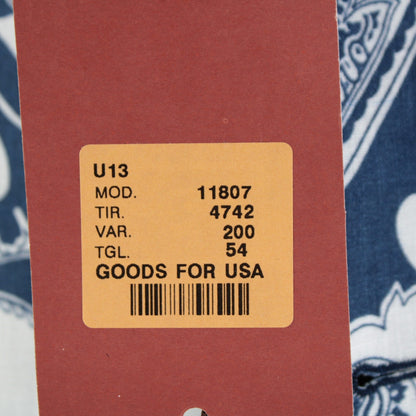 U13
MOD. 11807
TIR. 4742
VAR. 200
TGL. 54
GOODS FOR USA